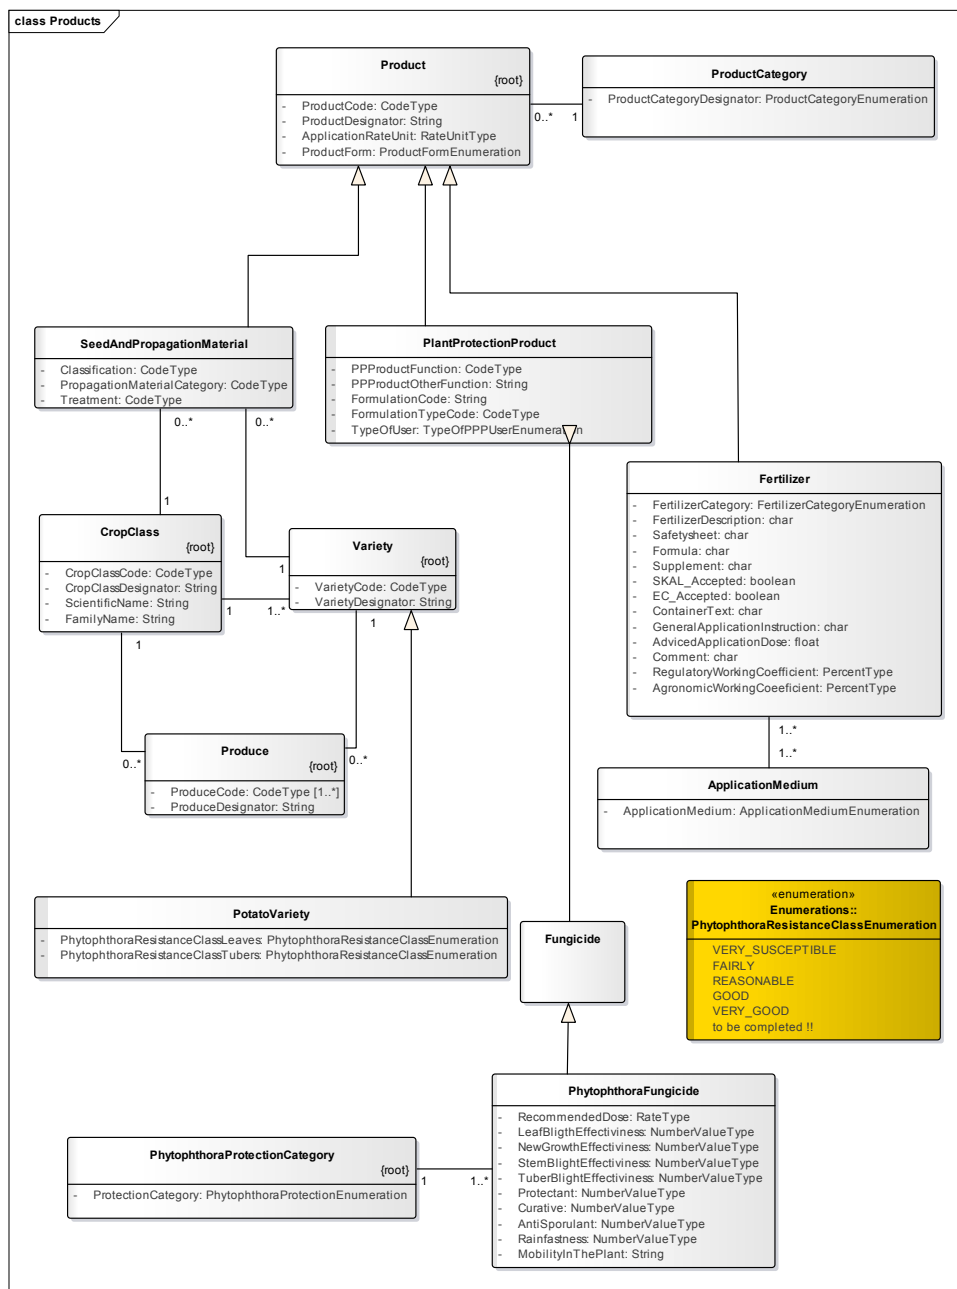 class Products
Product
{root}
- ProductCode: CodeType
- ProductDesignator: String
- ApplicationRateUnit: RateUnitType
- ProductForm: ProductFormEnumeration
ProductCategory
- ProductCategoryDesignator: ProductCategoryEnumeration
0..*
1
SeedAndPropagationMaterial
- Classification: CodeType
- PropagationMaterialCategory: CodeType
- Treatment: CodeType
PlantProtectionProduct
- PPProductFunction: CodeType
- PPProductOtherFunction: String
- FormulationCode: String
- FormulationTypeCode: CodeType
- TypeOfUser: TypeOfPPPUserEnumeration
0..*
0..*
Fertilizer
- FertilizerCategory: FertilizerCategoryEnumeration
- FertilizerDescription: char
- Safetysheet: char
- Formula: char
- Supplement: char
- SKAL_Accepted: boolean
- EC_Accepted: boolean
- ContainerText: char
- GeneralApplicationInstruction: char
- AdvicedApplicationDose: float
- Comment: char
- RegulatoryWorkingCoefficient: PercentType
- AgronomicWorkingCoeeficient: PercentType
1
CropClass
{root}
- CropClassCode: CodeType
- CropClassDesignator: String
- ScientificName: String
- FamilyName: String
1
Variety
{root}
- VarietyCode: CodeType
- VarietyDesignator: String
1
1..*
1
1
Produce
{root}
- ProduceCode: CodeType [1..*]
- ProduceDesignator: String
0..*
0..*
1..*
1..*
ApplicationMedium
- ApplicationMedium: ApplicationMediumEnumeration
PotatoVariety
- PhytophthoraResistanceClassLeaves: PhytophthoraResistanceClassEnumeration
- PhytophthoraResistanceClassTubers: PhytophthoraResistanceClassEnumeration
Fungicide
«enumeration»
Enumerations::
PhytophthoraResistanceClassEnumeration
VERY_SUSCEPTIBLE
FAIRLY
REASONABLE
GOOD
VERY_GOOD
to be completed !!
PhytophthoraFungicide
- RecommendedDose: RateType
- LeafBligthEffectiviness: NumberValueType
- NewGrowthEffectiviness: NumberValueType
- StemBlightEffectiviness: NumberValueType
- TuberBlightEffectiviness: NumberValueType
- Protectant: NumberValueType
- Curative: NumberValueType
- AntiSporulant: NumberValueType
- Rainfastness: NumberValueType
- MobilityInThePlant: String
PhytophthoraProtectionCategory
{root}
- ProtectionCategory: PhytophthoraProtectionEnumeration
1
1..*